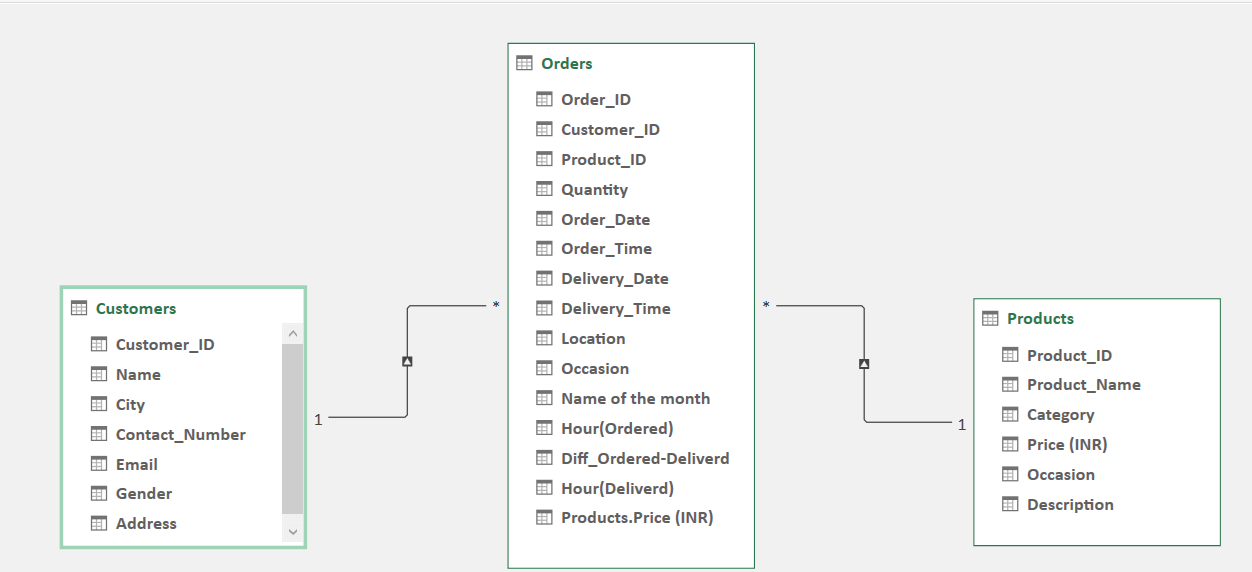 Orders
Order_ID
Customer_ID
Product_ID
Quantity
Order_Date
Order_Time
Delivery_Date
Delivery_Time
Location
Occasion
Name of the month
Hour(Ordered)
Diff_Ordered-Deliverd
Hour(Deliverd)
Products.Price (INR)
Customers
Customer_ID
Name
City
Contact_Number
Email
Gender
Address
1
*
*
1
Products
Product_ID
Product_Name
Category
Price (INR)
Occasion
Description